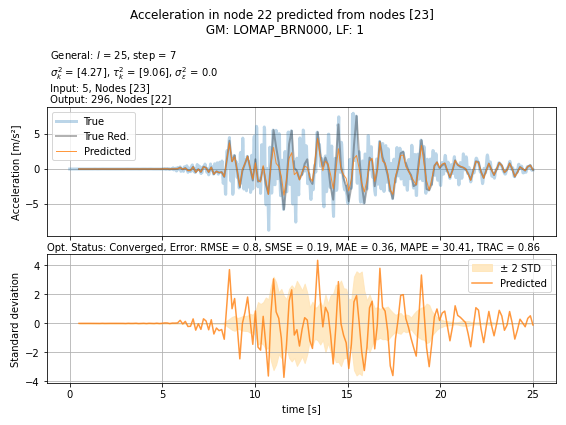 Acceleration in node 22 predicted from nodes [23]
GM: LOMAP_BRN000, LF: 1
General: l = 25, step = 7
σ²ₖ = [4.27], τ²ₖ = [9.06], σ²ε = 0.0
Input: 5, Nodes [23]
Output: 296, Nodes [22]
Acceleration [m/s²]
5
0
−5
True
True Red.
Predicted
Opt. Status: Converged, Error: RMSE = 0.8, SMSE = 0.19, MAE = 0.36, MAPE = 30.41, TRAC = 0.86
Standard deviation
4
2
0
−2
−4
± 2 STD
Predicted
0 5 10 15 20 25
time [s]